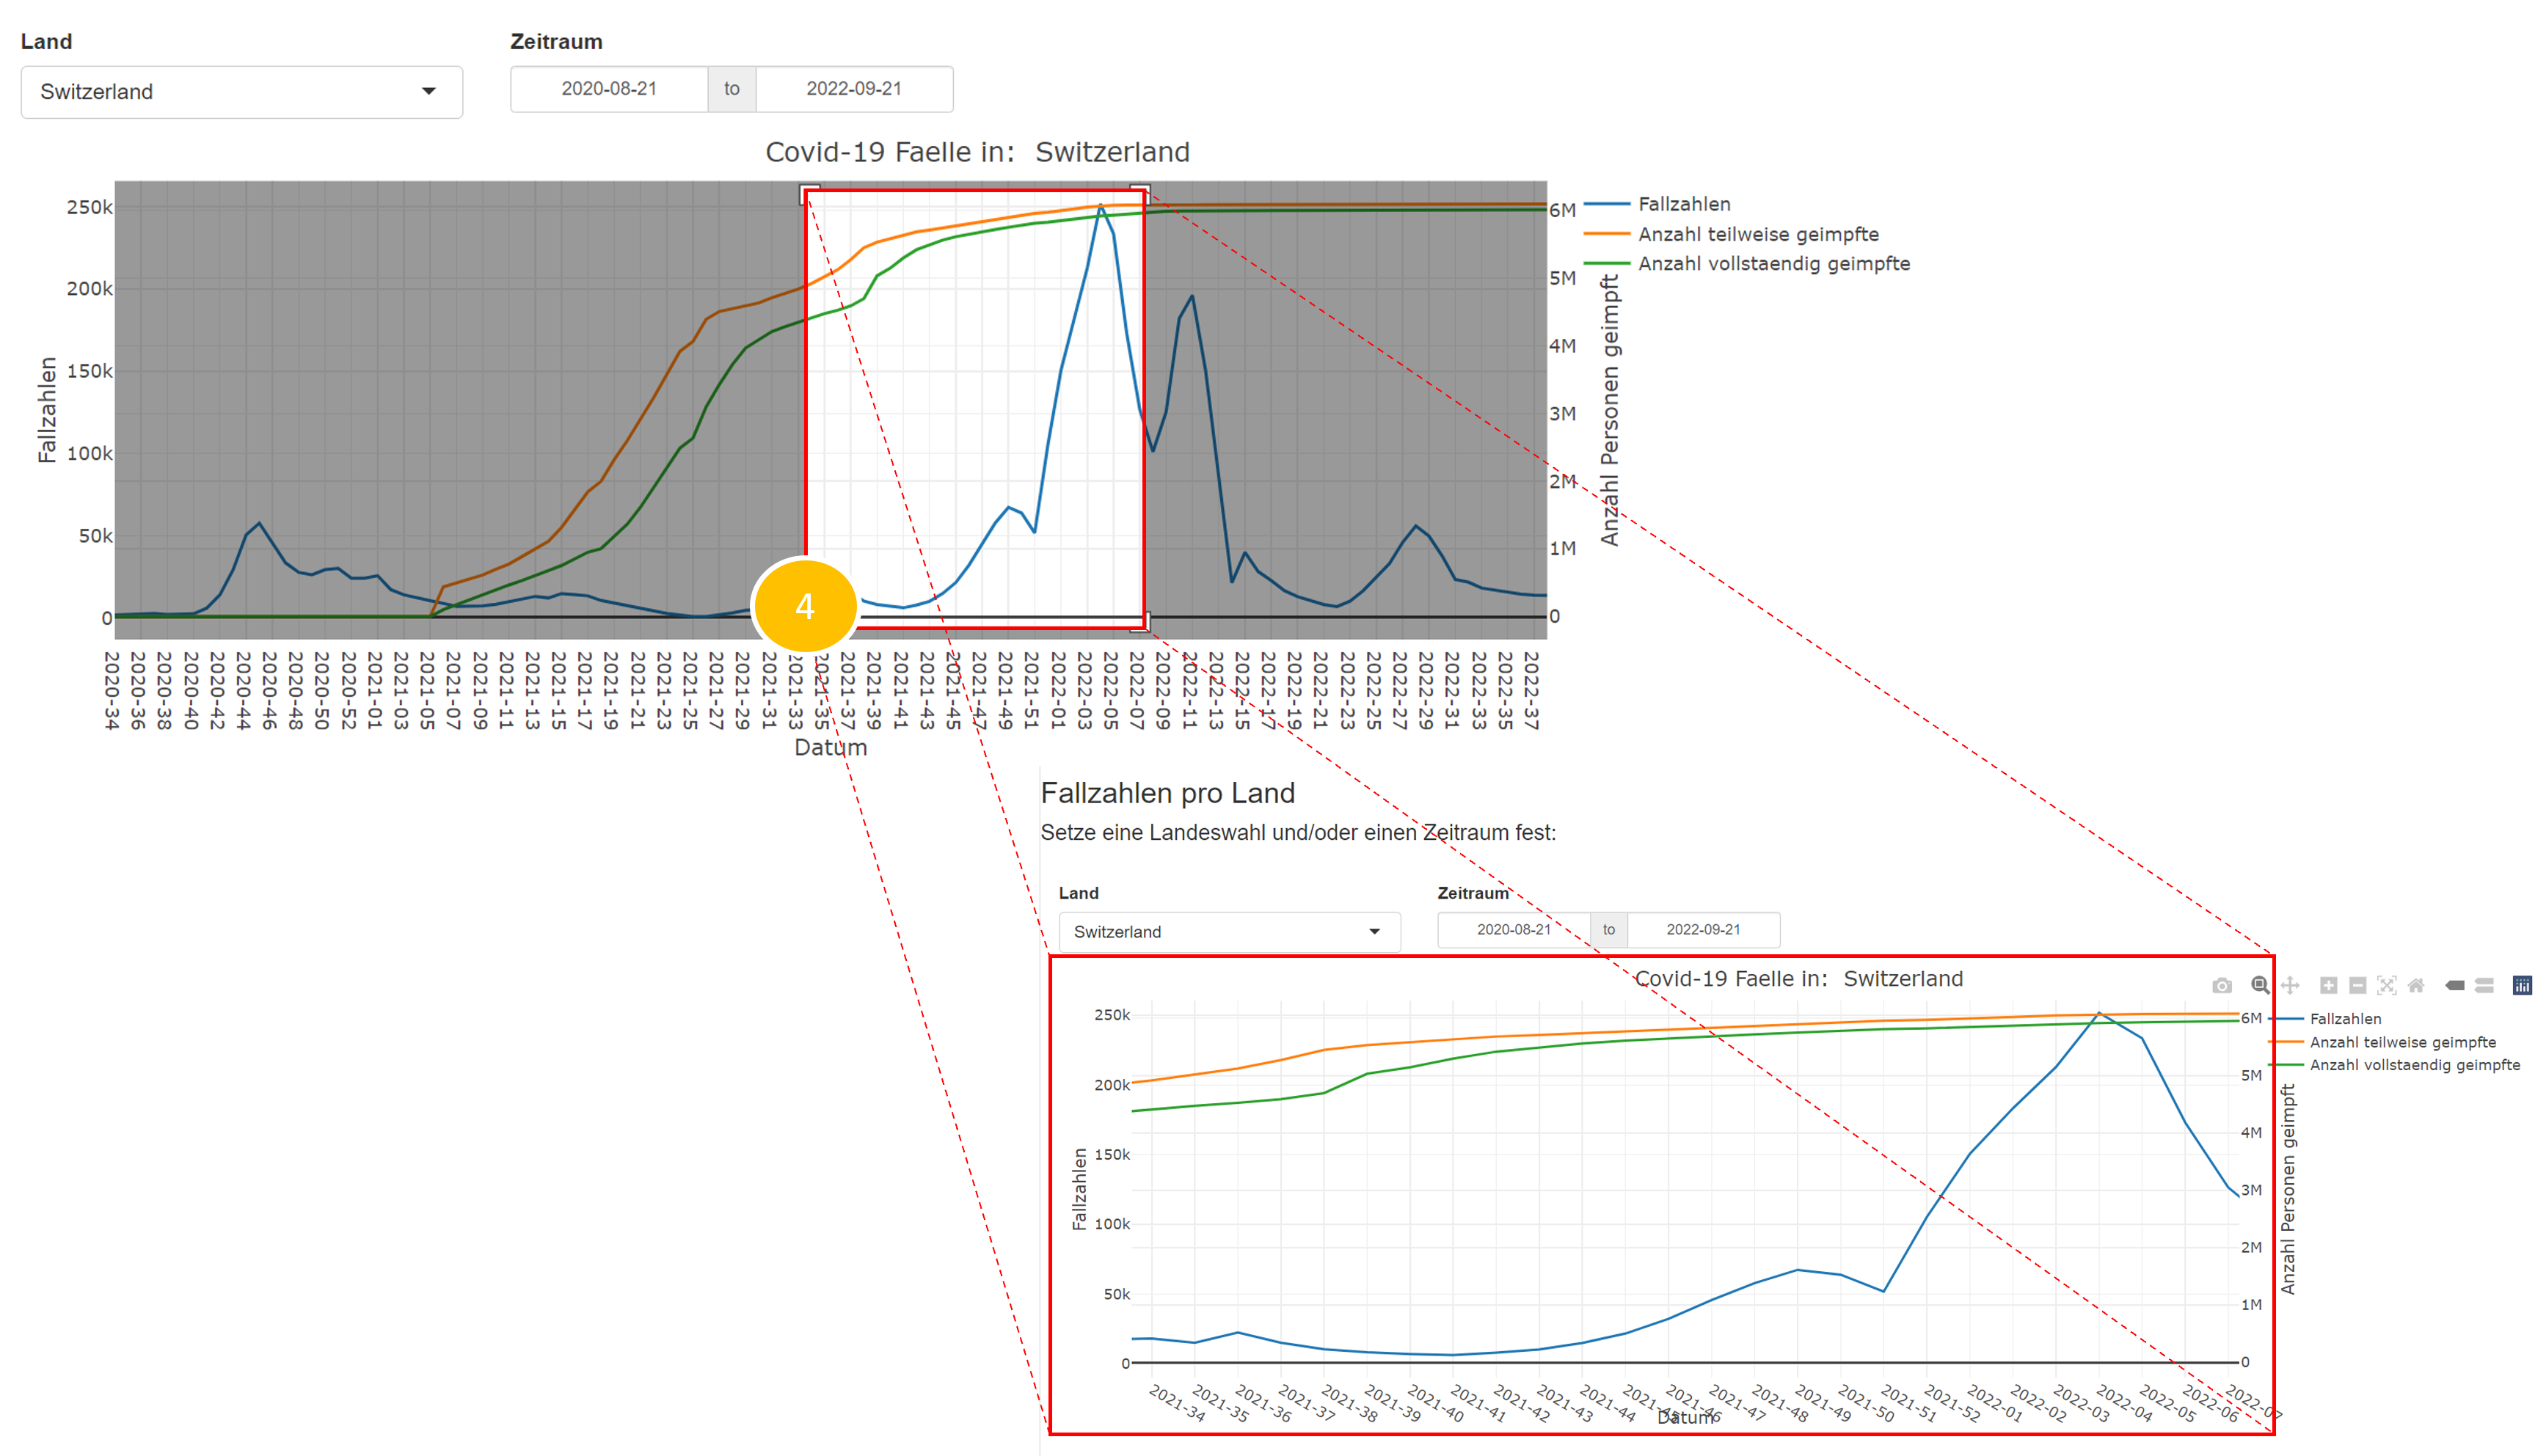 Land Zeitraum
Switzerland 2020-08-21 to 2022-09-21
Covid-19 Faelle in: Switzerland
Fallzahlen
250k
200k
150k
100k
50k
0
6M
5M
4M
3M
2M
1M
0
Anzahl Personen geimpft
Fallzahlen
Anzahl teilweise geimpfte
Anzahl vollstaendig geimpfte
4
2020-34 2020-36 2020-38 2020-40 2020-42 2020-44 2020-46 2020-48 2020-50 2020-52 2021-01 2021-03 2021-05 2021-07 2021-09 2021-11 2021-13 2021-15 2021-17 2021-19 2021-21 2021-23 2021-25 2021-27 2021-29 2021-31 2021-33 2021-35 2021-37 2021-39 2021-41 2021-43 2021-45 2021-47 2021-49 2021-51 2022-01 2022-03 2022-05 2022-07 2022-09 2022-11 2022-13 2022-15 2022-17 2022-19 2022-21 2022-23 2022-25 2022-27 2022-29 2022-31 2022-33 2022-35 2022-37
Datum
Fallzahlen pro Land
Setze eine Landeswahl und/oder einen Zeitraum fest:
Land Zeitraum
Switzerland 2020-08-21 to 2022-09-21
Covid-19 Faelle in: Switzerland
Fallzahlen
250k
200k
150k
100k
50k
0
6M
5M
4M
3M
2M
1M
0
Anzahl Personen geimpft
Fallzahlen
Anzahl teilweise geimpfte
Anzahl vollstaendig geimpfte
2021-34 2021-35 2021-36 2021-37 2021-38 2021-39 2021-40 2021-41 2021-42 2021-43 2021-44 2021-45 2021-46 2021-47 2021-48 2021-49 2021-50 2021-51 2021-52 2022-01 2022-02 2022-03 2022-04 2022-05 2022-06 2022-07
Datum